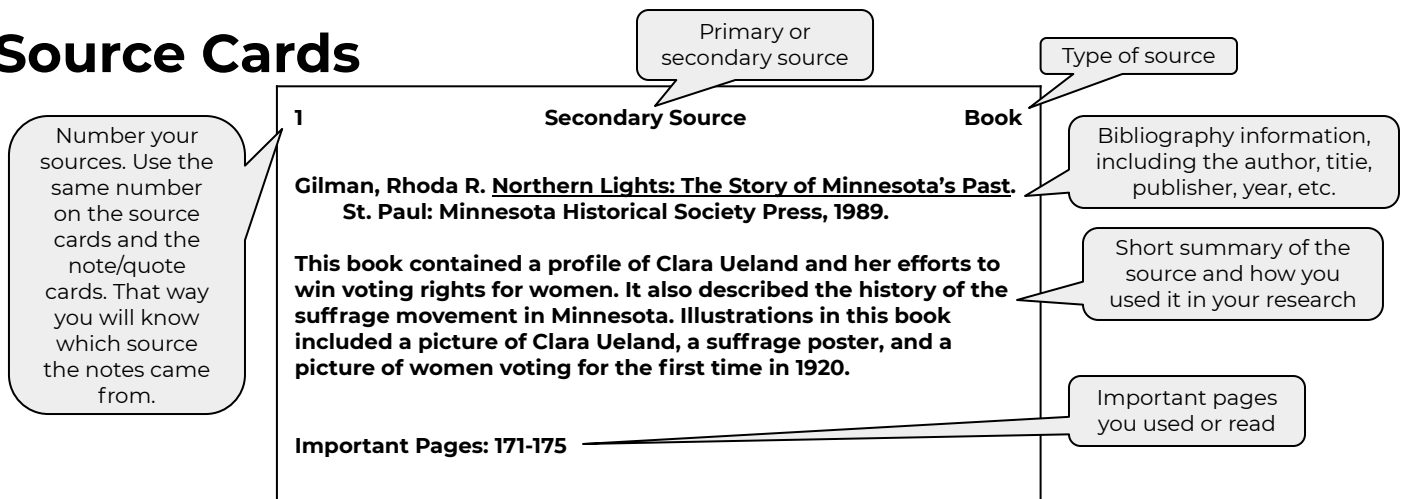 Source Cards
Primary or
secondary source
Type of source
1 Secondary Source Book
Number your
sources. Use the
same number
on the source
cards and the
note/quote
cards. That way
you will know
which source
the notes came
from.
Bibliography information,
including the author, titie,
publisher, year, etc.
Gilman, Rhoda R. Northern Lights: The Story of Minnesota’s Past.
St. Paul: Minnesota Historical Society Press, 1989.
Short summary of the
source and how you
used it in your research
This book contained a profile of Clara Ueland and her efforts to
win voting rights for women. It also described the history of the
suffrage movement in Minnesota. Illustrations in this book
included a picture of Clara Ueland, a suffrage poster, and a
picture of women voting for the first time in 1920.
Important pages
you used or read
Important Pages: 171-175